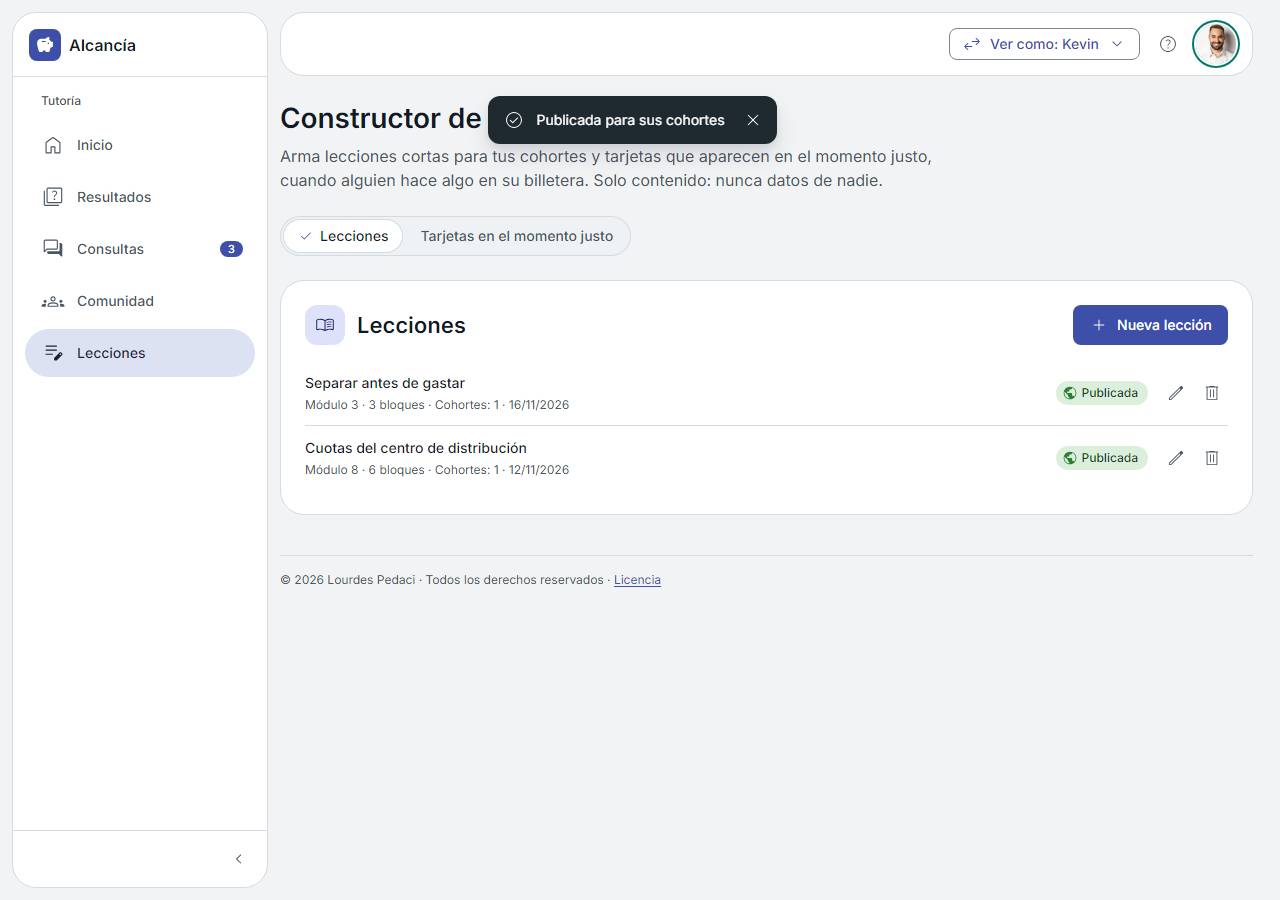 Alcancía
Ver como: Kevin
Tutoría
Inicio
Resultados
Consultas
3
Comunidad
Lecciones
Constructor de
Publicada para sus cohortes
Arma lecciones cortas para tus cohortes y tarjetas que aparecen en el momento justo,
cuando alguien hace algo en su billetera. Solo contenido: nunca datos de nadie.
Lecciones
Tarjetas en el momento justo
Lecciones
Nueva lección
Separar antes de gastar
Módulo 3 · 3 bloques · Cohortes: 1 · 16/11/2026
Publicada
Cuotas del centro de distribución
Módulo 8 · 6 bloques · Cohortes: 1 · 12/11/2026
Publicada
© 2026 Lourdes Pedaci · Todos los derechos reservados · Licencia